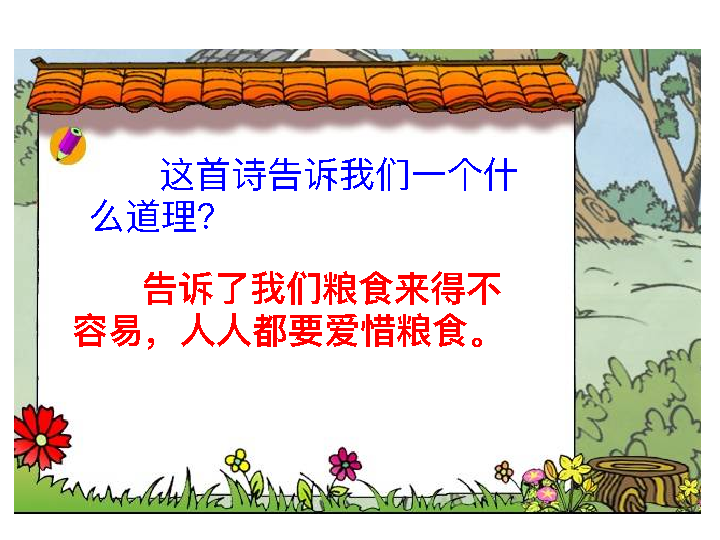 这首诗告诉我们一个什
么道理？
告诉了我们粮食来得不
容易，人人都要爱惜粮食。